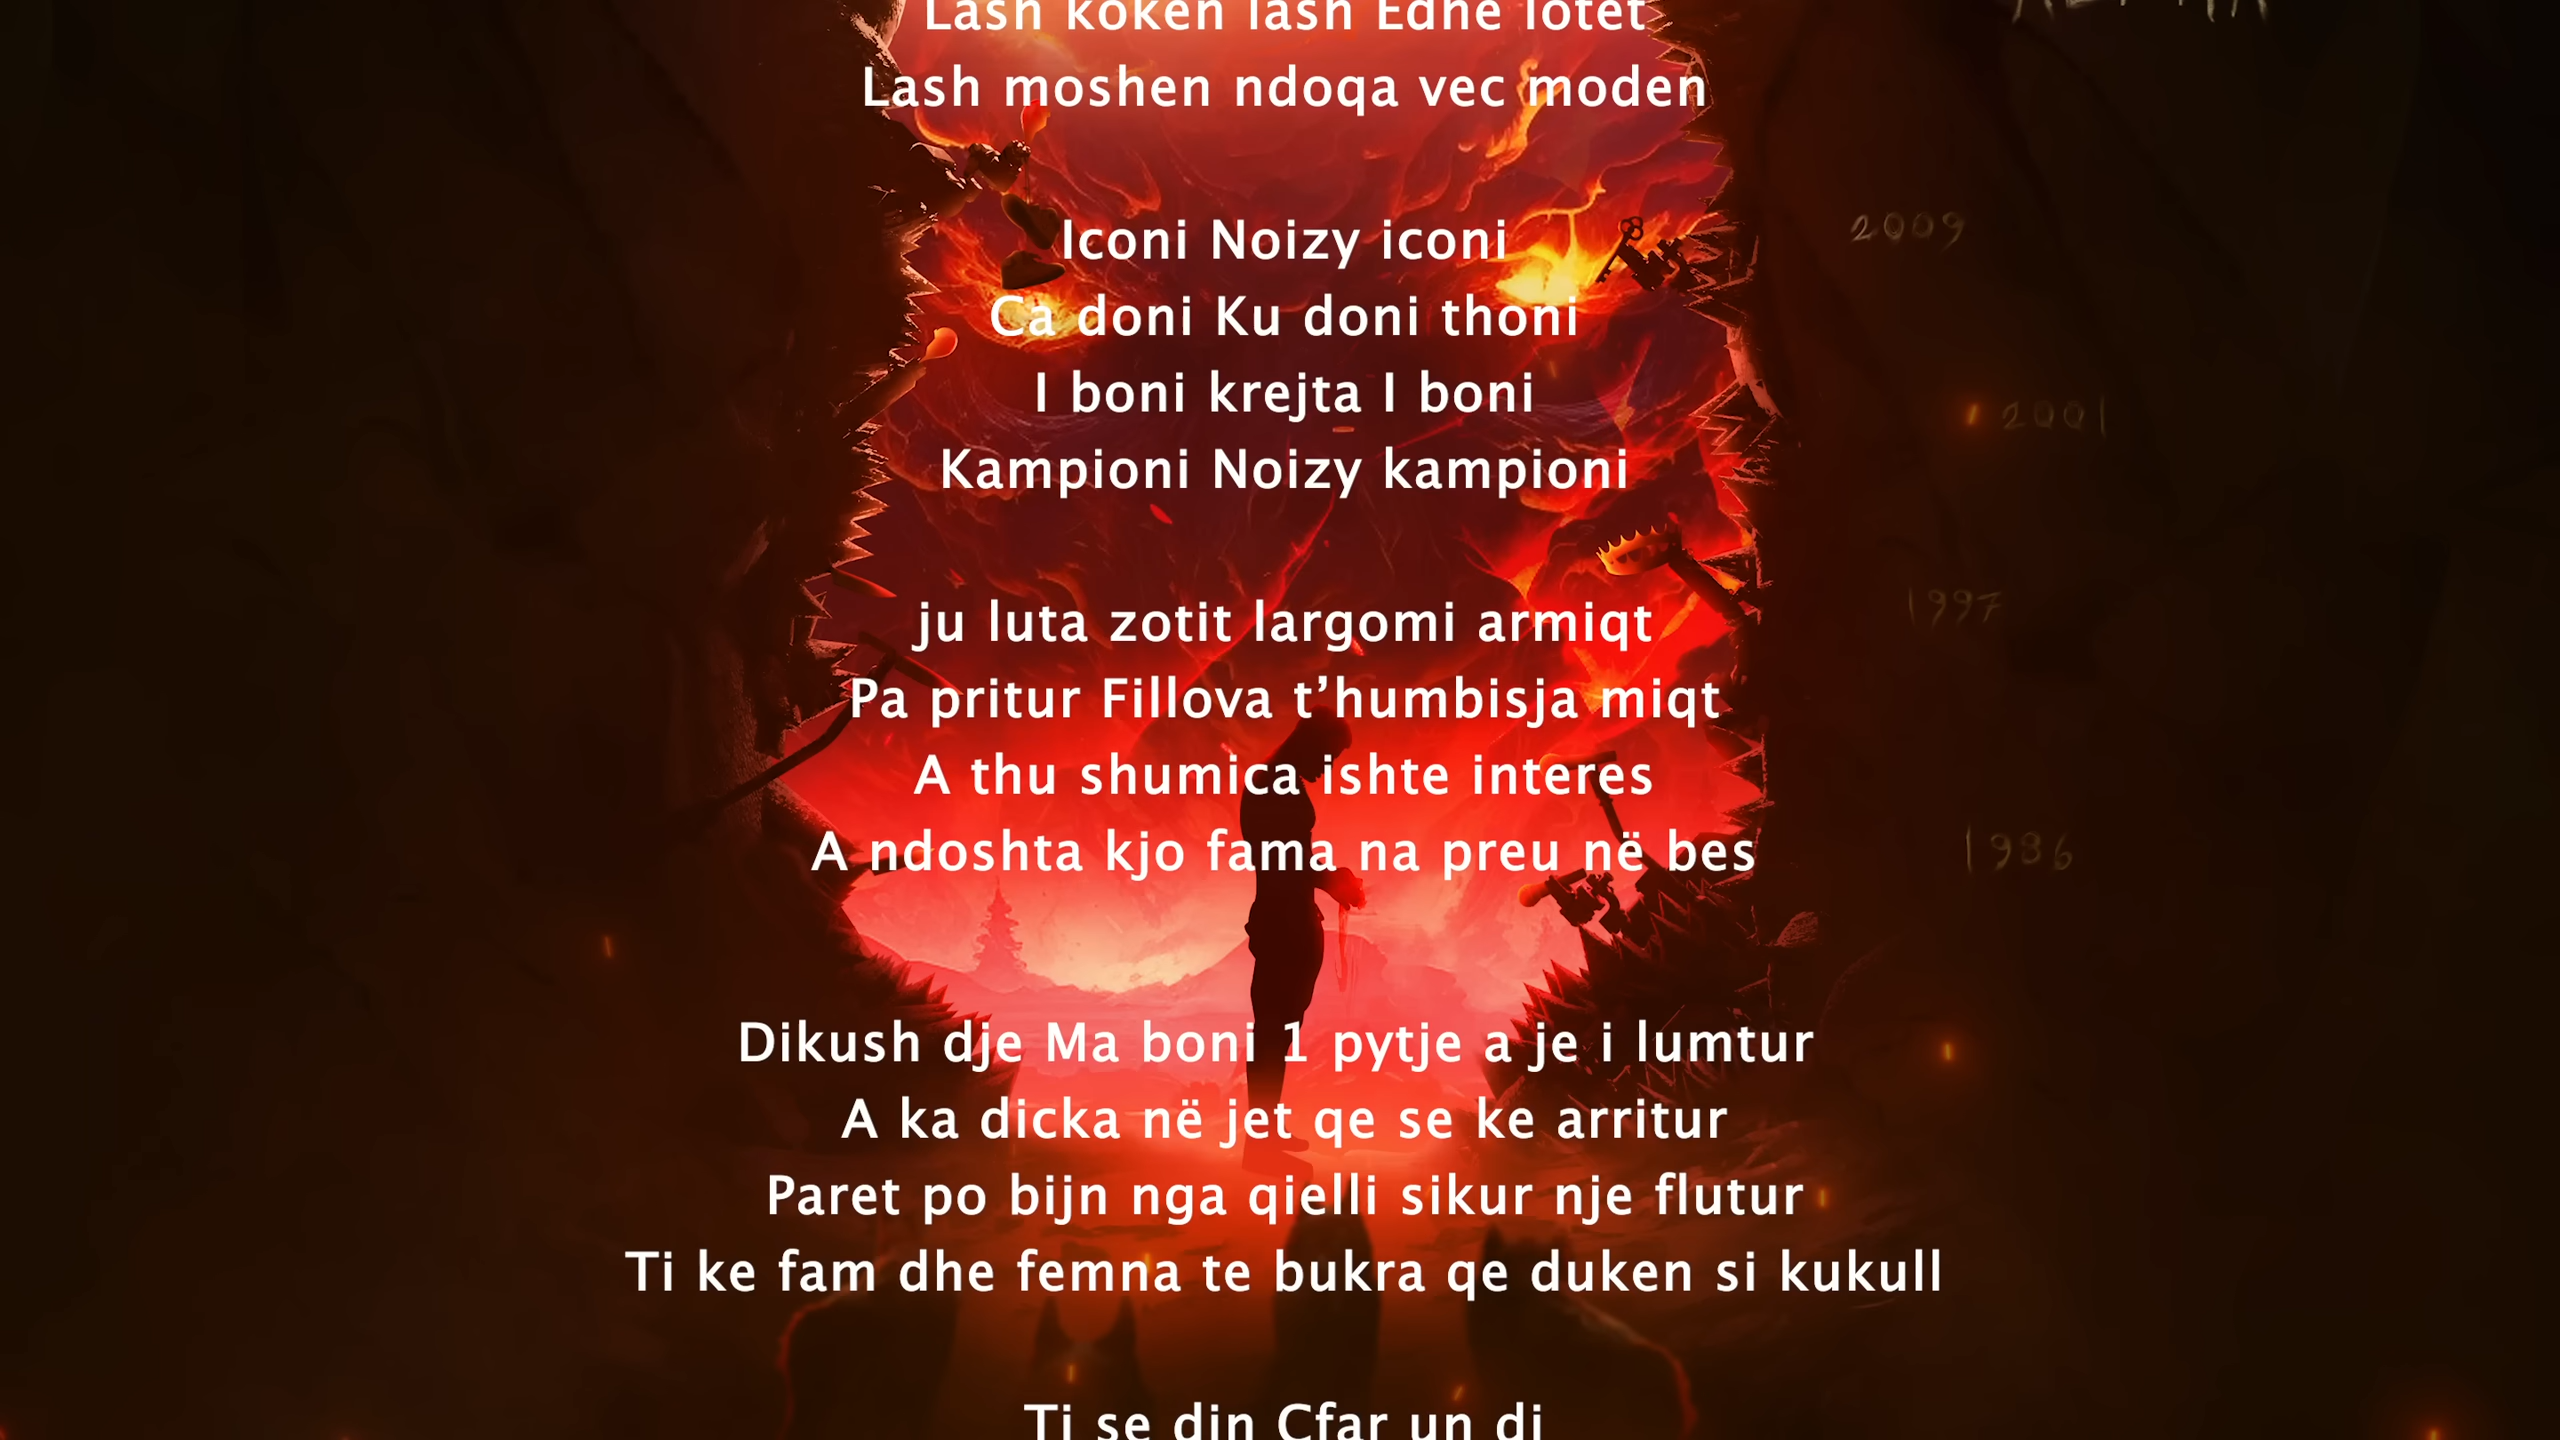 Lash koken lash Edhe lotet
Lash moshen ndoqa vec moden
Iconi Noizy iconi
Ca doni Ku doni thoni
I boni krejta I boni
Kampioni Noizy kampioni
ju luta zotit largomi armiqt
Pa pritur Fillova t’humbisja miqt
A thu shumica ishte interes
A ndoshta kjo fama na preu në bes
Dikush dje Ma boni 1 pytje a je i lumtur
A ka dicka në jet qe se ke arritur
Paret po bijn nga qielli sikur nje flutur
Ti ke fam dhe femna te bukra qe duken si kukull
Ti se din Cfar un di
2009
2001
1997
1986